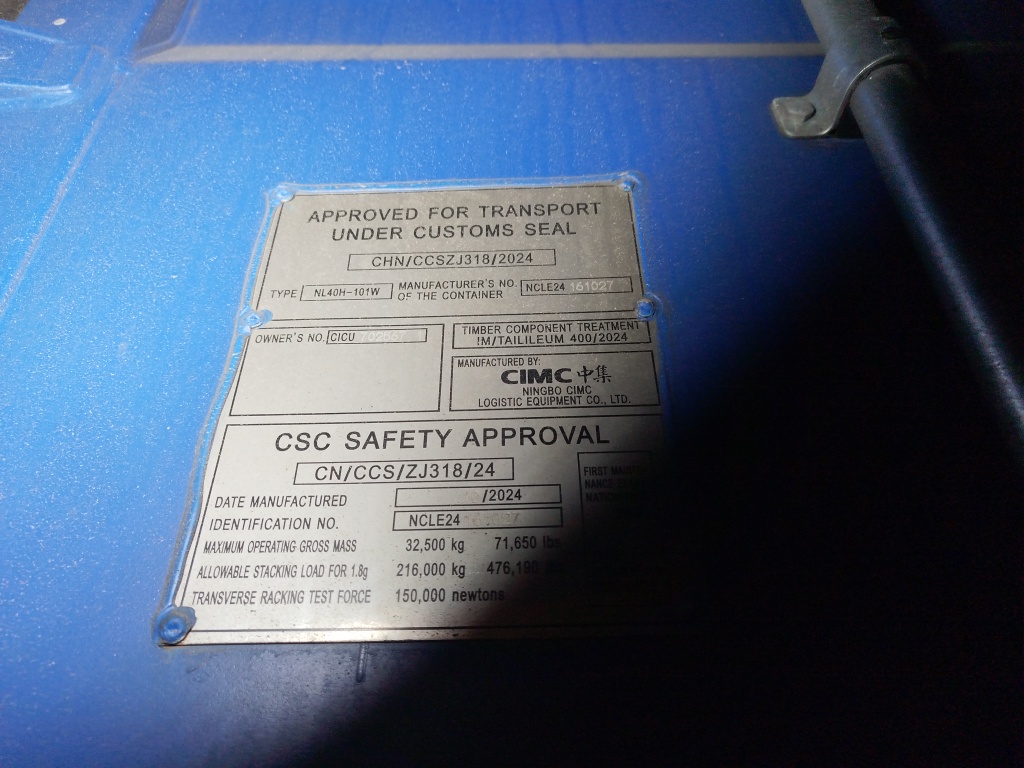 APPROVED FOR TRANSPORT
UNDER CUSTOMS SEAL
CHN/CCSZJ318/2024
TYPE NL40H-101W MANUFACTURER'S NO. OF THE CONTAINER NCLE24 161027
OWNER'S NO. CICU
TIMBER COMPONENT TREATMENT
IM/TAILILEUM 400/2024
MANUFACTURED BY:
CIMC 中集
NINGBO CIMC
LOGISTIC EQUIPMENT CO., LTD.
CSC SAFETY APPROVAL
CN/CCS/ZJ318/24
DATE MANUFACTURED /2024
IDENTIFICATION NO. NCLE24
MAXIMUM OPERATING GROSS MASS 32,500 kg 71,650 lbs
ALLOWABLE STACKING LOAD FOR 1.8g 216,000 kg 476,190
TRANSVERSE RACKING TEST FORCE 150,000 newtons
FIRST